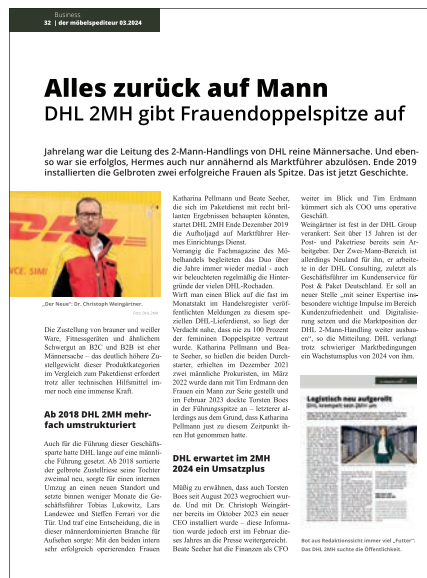 Business
32 | der möbelspediteur 03.2024
Alles zurück auf Mann
DHL 2MH gibt Frauendoppelspitze auf
Jahrelang war die Leitung des 2-Mann-Handlings von DHL reine Männersache. Und eben-
so war sie erfolglos, Hermes auch nur annähernd als Marktführer abzulösen. Ende 2019
installierten die Gelbroten zwei erfolgreiche Frauen als Spitze. Das ist jetzt Geschichte.
„Der Neue": Dr. Christoph Weingärtner.
Die Zustellung von brauner und weißer
Ware, Fitnessgeräten und ähnlichem
Schwergut an B2C und B2B ist eher
Männersache – das deutlich höhere Zu-
stellgewicht dieser Produktkategorien
im Vergleich zum Paketdienst erfordert
trotz aller technischen Hilfsmittel im-
mer noch eine immense Kraft.
Ab 2018 DHL 2MH mehr-
fach umstrukturiert
Auch für die Führung dieser Geschäfts-
sparte hatte DHL lange auf eine männli-
che Führung gesetzt. Ab 2018 sortierte
der gelbrote Zustellriese seine Tochter
zweimal neu, sorgte für einen internen
Umzug an einen neuen Standort und
setzte binnen weniger Monate die Ge-
schäftsführer Tobias Lukowitz, Lars
Landewee und Steffen Ferrari vor die
Tür. Und traf eine Entscheidung, die in
dieser männerdominierten Branche für
Aufsehen sorgte: Mit den beiden intern
sehr erfolgreich operierenden Frauen
Katharina Pellmann und Beate Seeher,
die sich im Paketdienst mit recht bril-
lanten Ergebnissen behaupten könnten,
startet DHL 2MH Ende Dezember 2019
die Aufholjagd auf Marktführer Her-
mes Einrichtungs Dienst.
Vorrangig die Fachmagazine des Mö-
belhandels begleiteten das Duo über
die Jahre immer wieder medial - auch
wir beleuchteten regelmäßig die Hinter-
gründe der vielen DHL-Rochaden.
Wirft man einen Blick auf die fast im
Monatstakt im Handelsregister veröf-
fentlichten Meldungen zu diesem spe-
ziellen DHL-Lieferdienst, so liegt der
Verdacht nahe, dass nie zu 100 Prozent
der femininen Doppelspitze vertraut
wurde. Katharina Pellmann und Bea-
te Seeher, so hießen die beiden Durch-
starter, erhielten im Dezember 2021
zwei männliche Prokuristen, im März
2022 wurde dann mit Tim Erdmann den
Frauen ein Mann zur Seite gestellt und
im Februar 2023 dockte Torsten Boes
in der Führungsspitze an – letzterer al-
lerdings aus dem Grund, dass Katharina
Pellmann just zu diesem Zeitpunkt ih-
ren Hut genommen hatte.
DHL erwartet im 2MH
2024 ein Umsatzplus
Müßig zu erwähnen, dass auch Torsten
Boes seit August 2023 wegrochiert wur-
de. Und mit Dr. Christoph Weingärt-
ner bereits im Oktober 2023 ein neuer
CEO installiert wurde – diese Informa-
tion wurde jedoch erst im Februar die-
ses Jahres an die Presse weitergereicht.
Beate Seeher hat die Finanzen als CFO
weiter im Blick und Tim Erdmann
kümmert sich als COO ums operative
Geschäft.
Weingärtner ist fest in der DHL Group
verankert: Seit über 15 Jahren ist der
Post- und Paketriese bereits sein Ar-
beitgeber. Der Zwei-Mann-Bereich ist
allerdings Neuland für ihn, er arbeite-
te in der DHL Consulting, zuletzt als
Geschäftsführer im Kundenservice für
Post & Paket Deutschland. Er soll an
neuer Stelle „mit seiner Expertise ins-
besondere wichtige Impulse im Bereich
Kundenzufriedenheit und Digitalisie-
rung setzen und die Marktposition der
DHL 2-Mann-Handling weiter ausbau-
en", so die Mitteilung. DHL verlangt
trotz schwieriger Marktbedingungen
ein Wachstumsplus von 2024 von ihm.
Logistisch neu aufgerollt
Bot aus Redaktionssicht immer viel „Futter":
Das DHL 2MH suchte die Öffentlichkeit.